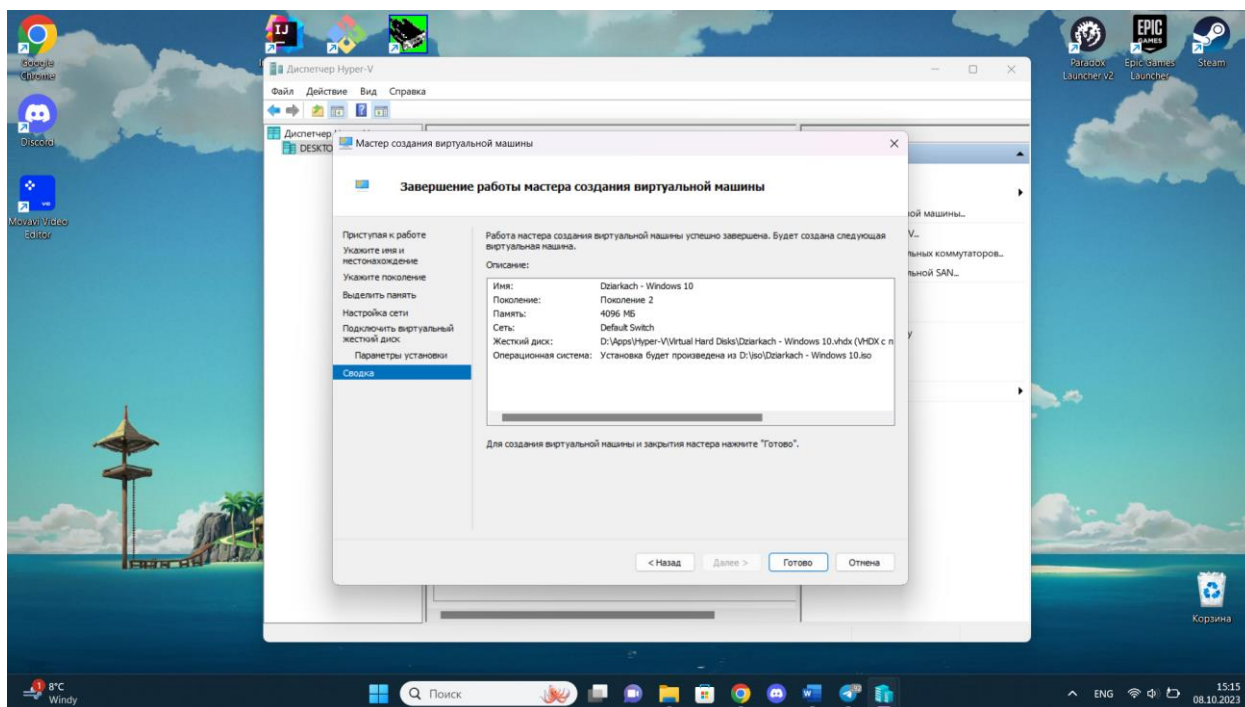 IJ
EPIC
GAMES
Google
Chrome
Discord
Movavi Video
Editor
Paradox
Launcher v2
Epic Games
Launcher
Steam
Диспетчер Hyper-V
Файл Действие Вид Справка
Диспетчер
DESKTO
Мастер создания виртуальной машины
Завершение работы мастера создания виртуальной машины
Приступая к работе
Укажите имя и
местонахождение
Укажите поколение
Выделить память
Настройка сети
Подключить виртуальный
жесткий диск
Параметры установки
Сводка
Работа мастера создания виртуальной машины успешно завершена. Будет создана следующая
виртуальная машина.
Описание:
Имя: Dziarkach - Windows 10
Поколение: Поколение 2
Память: 4096 МБ
Сеть: Default Switch
Жесткий диск: D:\Apps\Hyper-V\Virtual Hard Disks\Dziarkach - Windows 10.vhdx (VHDX с п
Операционная система: Установка будет произведена из D:\iso\Dziarkach - Windows 10.iso
Для создания виртуальной машины и закрытия мастера нажмите "Готово".
< Назад
Далее >
Готово
Отмена
ой машины...
V...
льных коммутаторов...
льной SAN...
у
Корзина
1
8°C
Windy
Поиск
92
ENG
15:15
08.10.2023